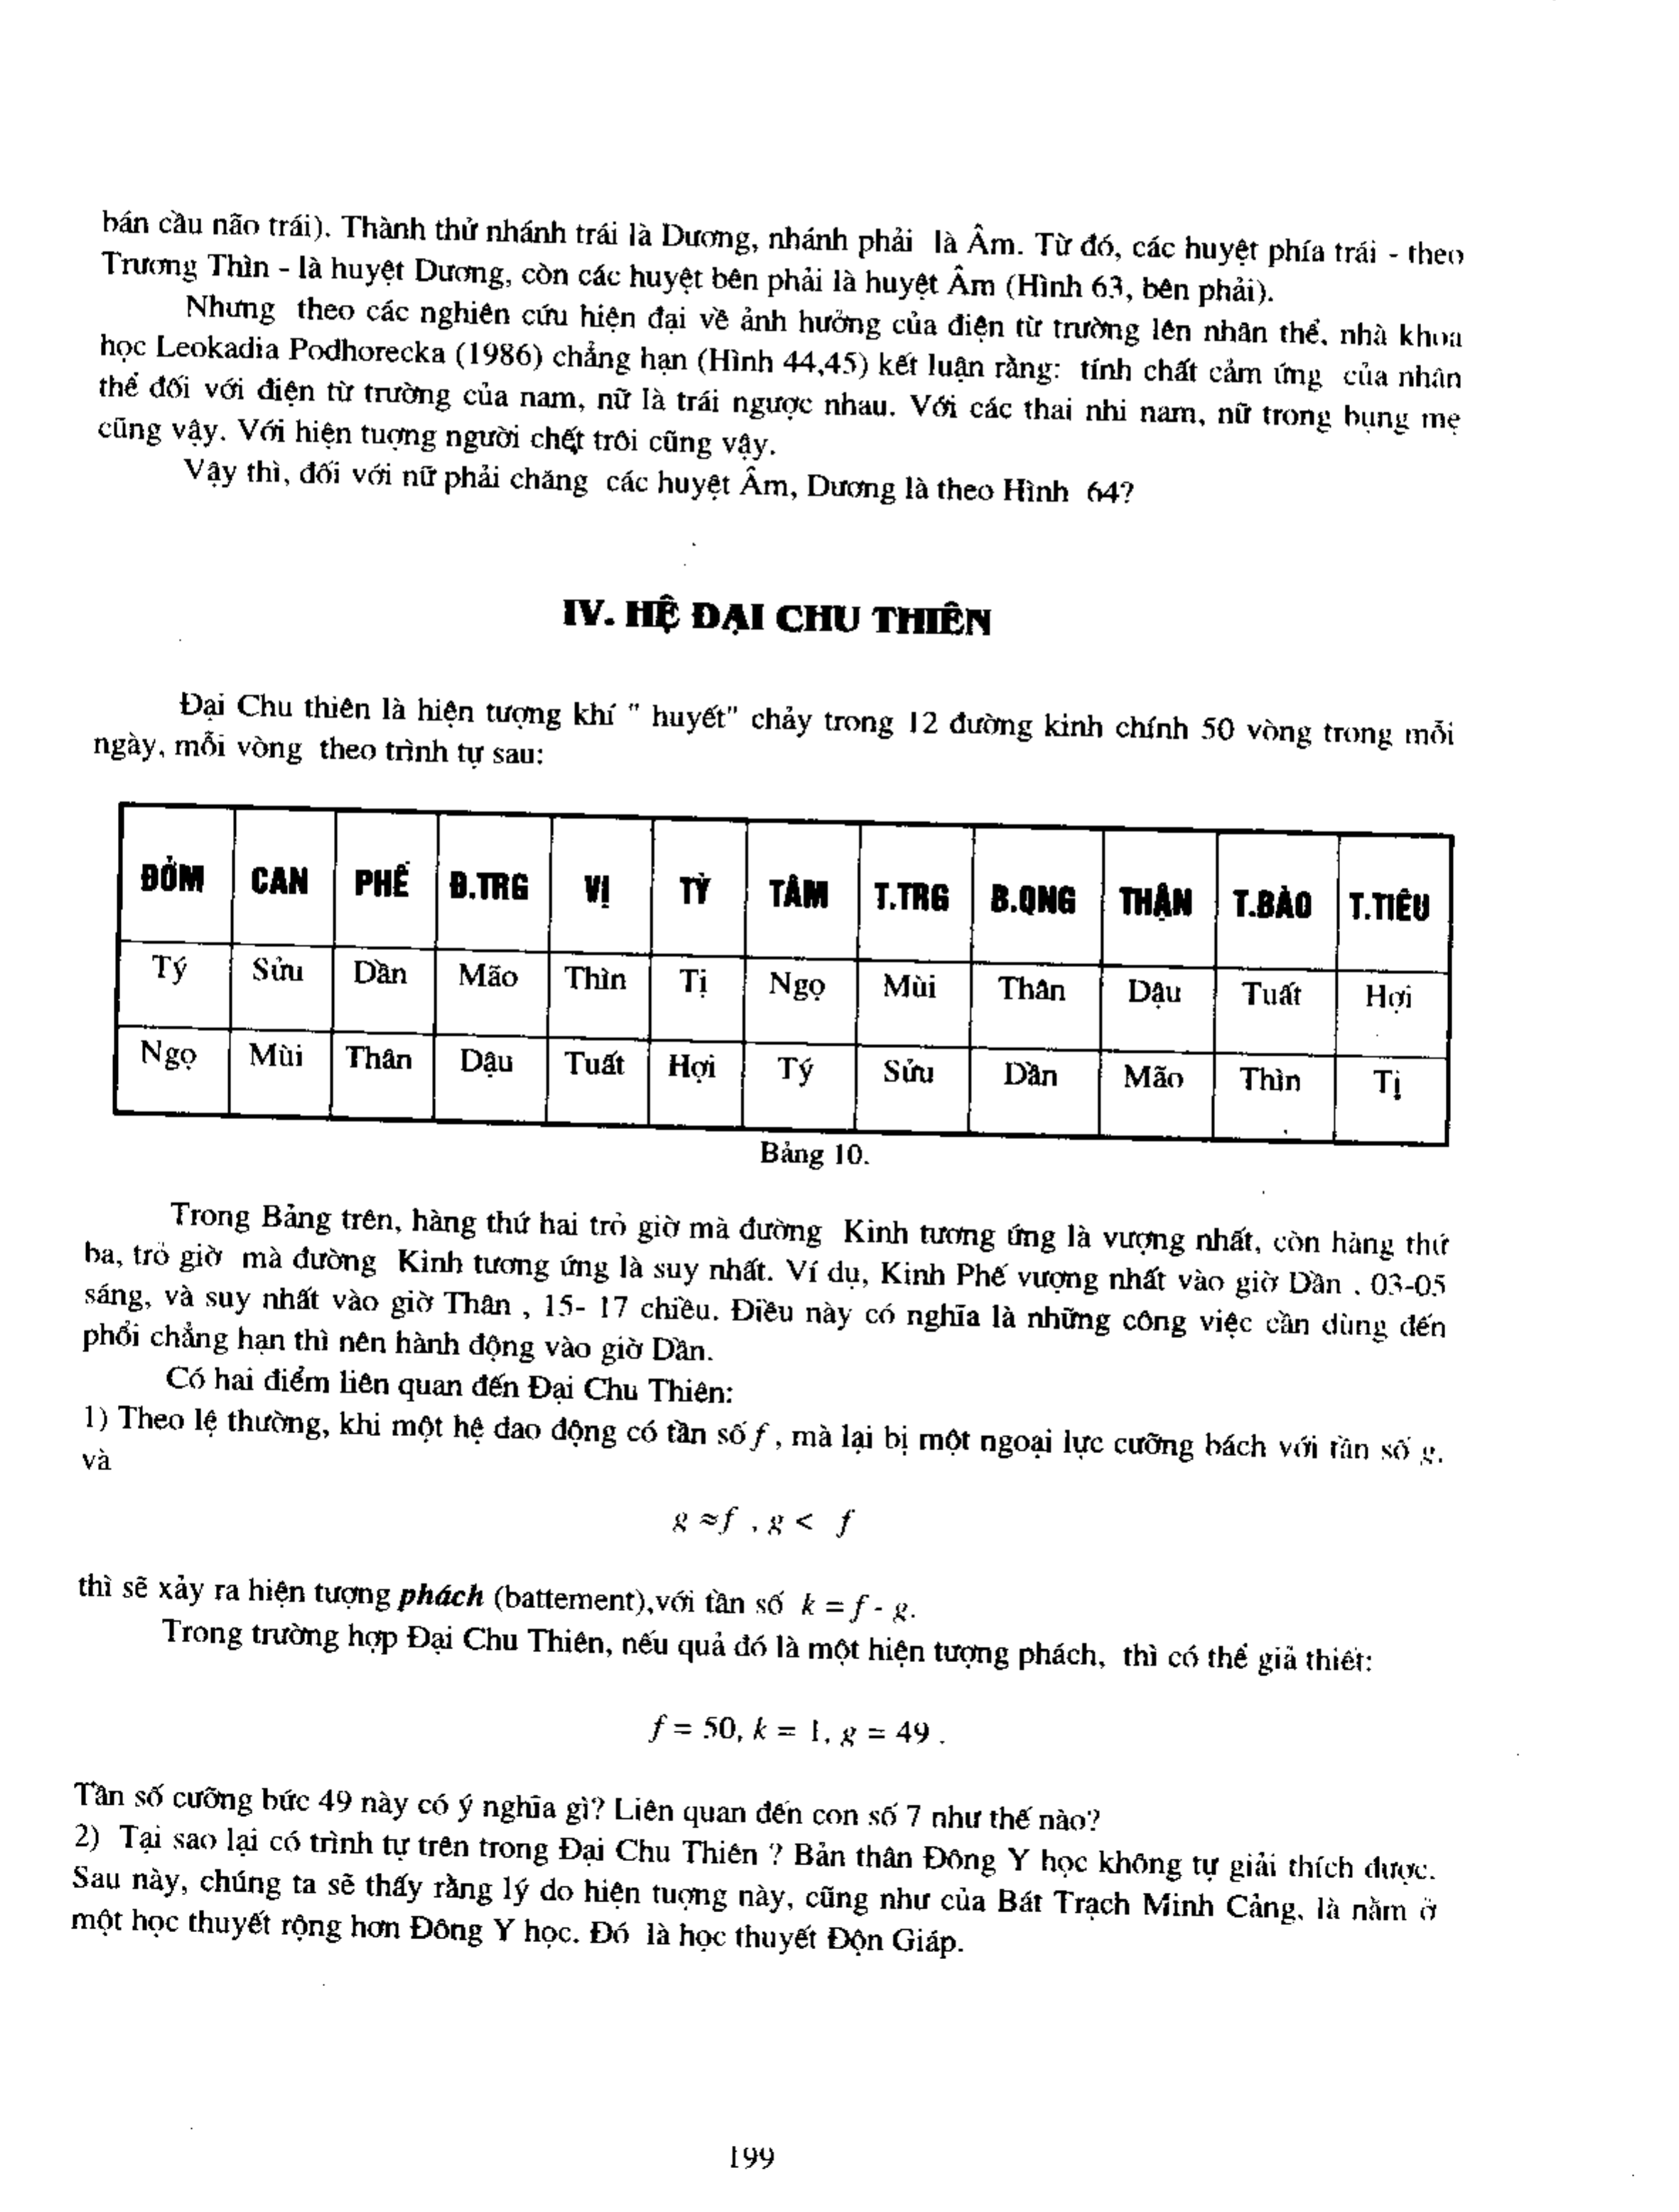 bán cầu não trái). Thành thử nhánh trái là Dương, nhánh phải là Âm. Từ đó, các huyệt phía trái - theo
Trương Thìn - là huyệt Dương, còn các huyệt bên phải là huyệt Âm (Hình 63, bên phải).
Nhưng theo các nghiên cứu hiện đại về ảnh hưởng của điện từ trường lên nhân thể, nhà khoa
học Leokadia Podhorecka (1986) chẳng hạn (Hình 44,45) kết luận rằng: tính chất cảm ứng của nhân
thể đối với điện từ trường của nam, nữ là trái ngược nhau. Với các thai nhi nam, nữ trong bụng mẹ
cũng vậy. Với hiện tuợng người chết trôi cũng vậy.
Vậy thì, đối với nữ phải chăng các huyệt Âm, Dương là theo Hình 64?
IV. HỆ ĐẠI CHU THIÊN
Đại Chu thiên là hiện tượng khí " huyết" chảy trong 12 đường kinh chính 50 vòng trong mỗi
ngày, mỗi vòng theo trình tự sau:
ĐỞM CAN PHẾ Đ.TRG VỊ TỲ TÂM T.TRG B.QNG THẬN T.BÀO T.TIÊU
Tý Sửu Dần Mão Thìn Tị Ngọ Mùi Thân Dậu Tuất Hợi
Ngọ Mùi Thân Dậu Tuất Hợi Tý Sửu Dần Mão Thìn Tị
Bảng 10.
Trong Bảng trên, hàng thứ hai trỏ giờ mà đường Kinh tương ứng là vượng nhất, còn hàng thứ
ba, trỏ giờ mà đường Kinh tương ứng là suy nhất. Ví dụ, Kinh Phế vượng nhất vào giờ Dần , 03-05
sáng, và suy nhất vào giờ Thân , 15- 17 chiều. Điều này có nghĩa là những công việc cần dùng đến
phổi chẳng hạn thì nên hành động vào giờ Dần.
Có hai điểm liên quan đến Đại Chu Thiên:
1) Theo lệ thường, khi một hệ dao động có tần số f , mà lại bị một ngoại lực cưỡng bách với tần số g,
và
g ≈ f , g < f
thì sẽ xảy ra hiện tượng phách (battement),với tần số k = f - g.
Trong trường hợp Đại Chu Thiên, nếu quả đó là một hiện tượng phách, thì có thể giả thiết:
f = 50, k = 1, g = 49 .
Tần số cưỡng bức 49 này có ý nghĩa gì? Liên quan đến con số 7 như thế nào?
2) Tại sao lại có trình tự trên trong Đại Chu Thiên ? Bản thân Đông Y học không tự giải thích được.
Sau này, chúng ta sẽ thấy rằng lý do hiện tuợng này, cũng như của Bát Trạch Minh Cảng, là nằm ở
một học thuyết rộng hơn Đông Y học. Đó là học thuyết Độn Giáp.
199